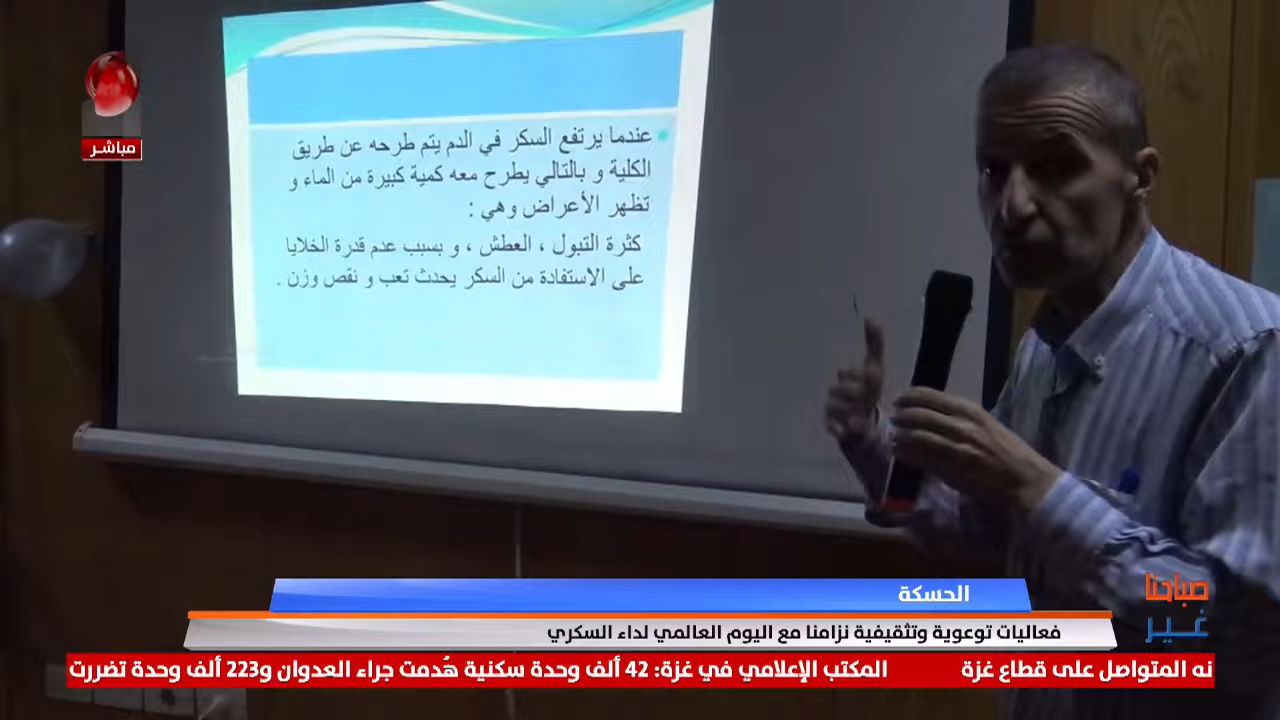 عندما يرتفع السكر في الدم يتم طرحه عن طريق
الكلية و بالتالي يطرح معه كمية كبيرة من الماء و
تظهر الأعراض وهي :
كثرة التبول ، العطش ، و بسبب عدم قدرة الخلايا
على الاستفادة من السكر يحدث تعب و نقص وزن .
مباشر
الحسكة
فعاليات توعوية وتثقيفية نزامنا مع اليوم العالمي لداء السكري
صباحنا
غير
نه المتواصل على قطاع غزة
المكتب الإعلامي في غزة: 42 ألف وحدة سكنية هُدمت جراء العدوان و223 ألف وحدة تضررت